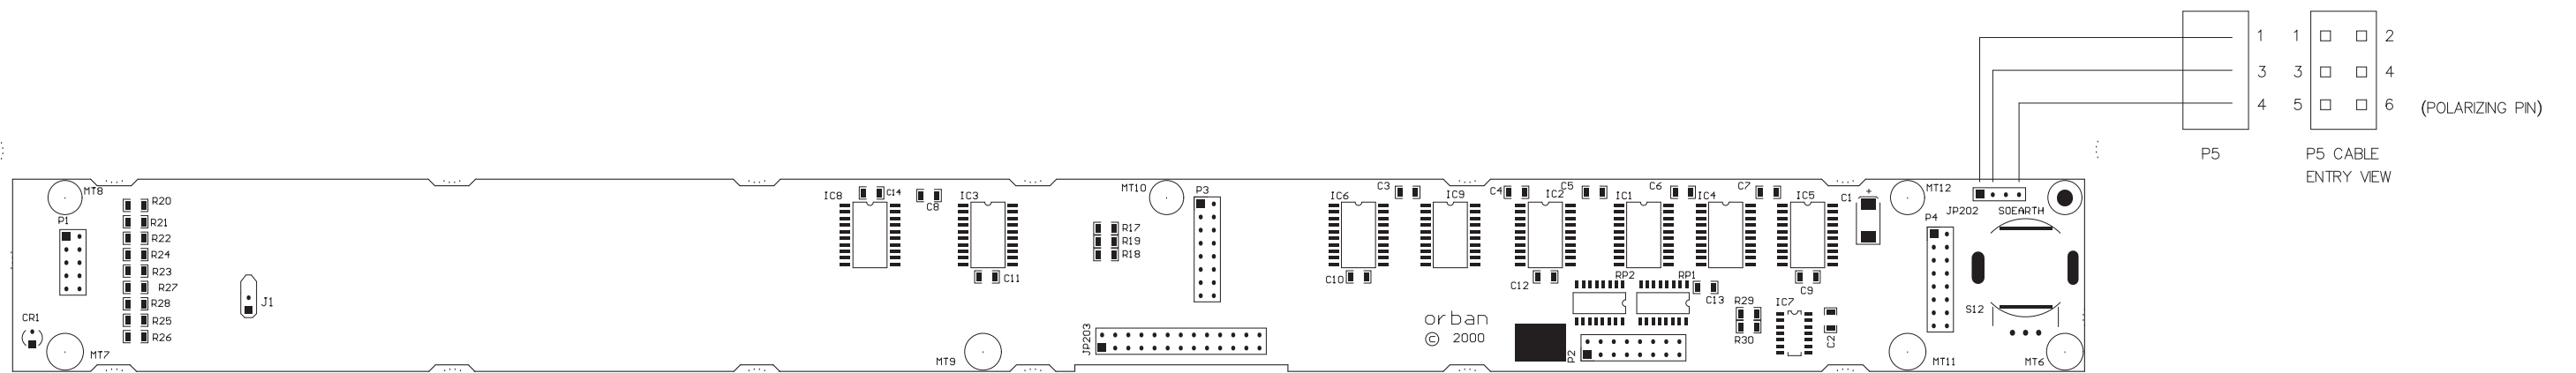 1 1 2
3 3 4
4 5 6 (POLARIZING PIN)
P5 P5 CABLE
ENTRY VIEW
MT8
P1
R20
R21
R22
R24
R23
R27
R28
R25
R26
CR1
MT7
J1
IC8
C14
C8
IC3
C11
MT9
MT10
P3
R17
R19
R18
JP203
IC6
C3
IC9
C10
C4
IC2
C5
C12
IC1
C6
IC4
C7
IC5
C9
RP2
RP1
C13
orban
© 2000
P2
R29
R30
IC7
C2
C1
+
MT12
JP202
SOEARTH
P4
S12
MT11
MT6